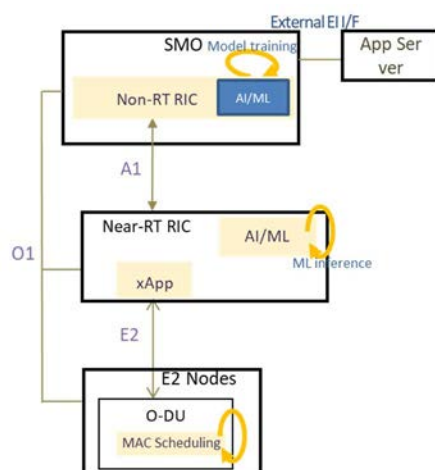 External EI I/F
SMO
Model training
App Ser
ver
Non-RT RIC
AI/ML
A1
Near-RT RIC
AI/ML
O1
ML inference
xApp
E2
E2 Nodes
O-DU
MAC Scheduling